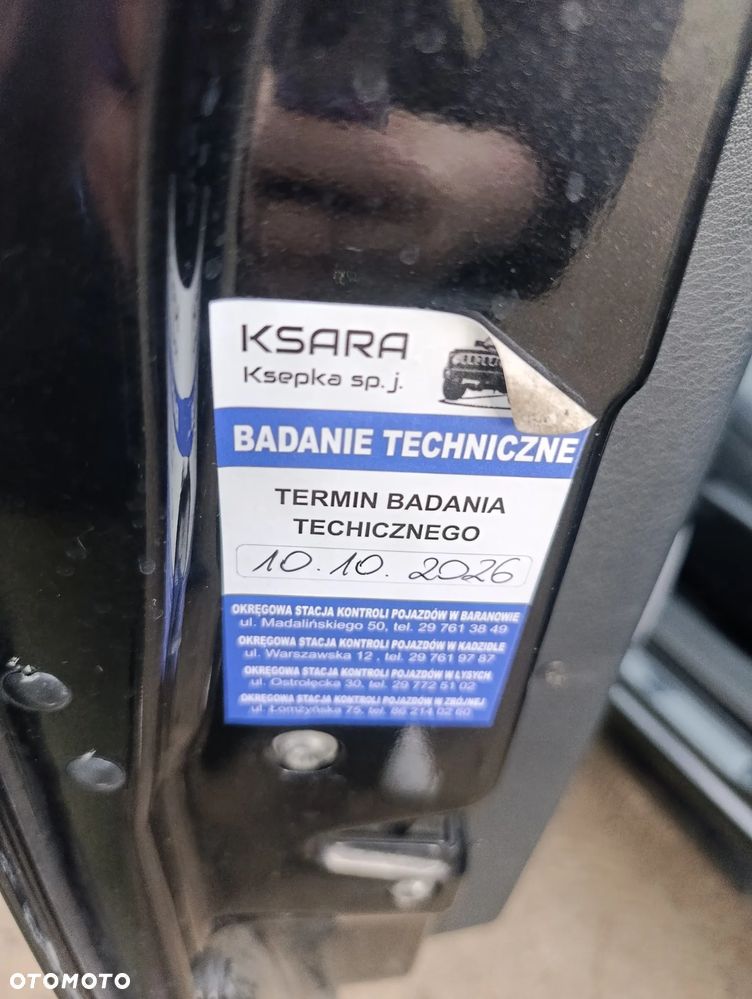 KSARA
Ksepka sp. j.
BADANIE TECHNICZNE
TERMIN BADANIA
TECHICZNEGO
10.10.2026
OKRĘGOWA STACJA KONTROLI POJAZDÓW W BARANOWIE
ul. Madalińskiego 50, tel. 29 761 38 49
OKRĘGOWA STACJA KONTROLI POJAZDÓW W KADZIDLE
ul. Warszawska 12 , tel. 29 761 97 87
OKRĘGOWA STACJA KONTROLI POJAZDÓW W ŁYSYCH
ul. Ostrołęcka 30, tel. 29 772 51 02
OKRĘGOWA STACJA KONTROLI POJAZDÓW W ZBÓJNEJ
ul. Łomżyńska 75, tel. 86 214 02 60
OTOMOTO